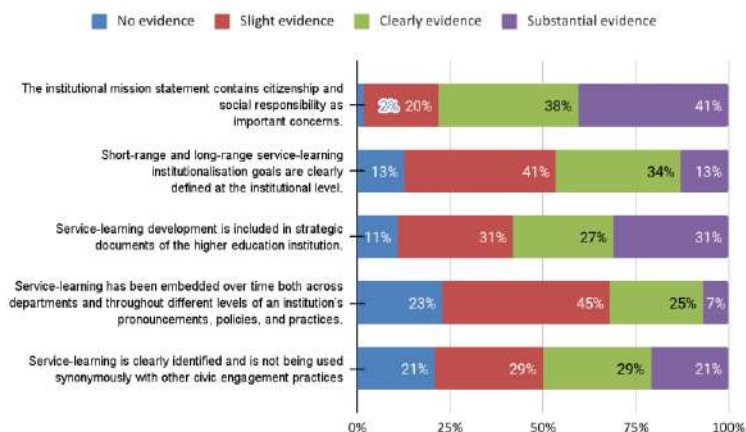 No evidence Slight evidence Clearly evidence Substantial evidence
The institutional mission statement contains citizenship and
social responsibility as
important concerns.
2% 20% 38% 41%
Short-range and long-range service-learning
institutionalisation goals are clearly
defined at the institutional level.
13% 41% 34% 13%
Service-learning development is included in strategic
documents of the higher education institution.
11% 31% 27% 31%
Service-learning has been embedded over time both across
departments and throughout different levels of an institution's
pronouncements, policies, and practices.
23% 45% 25% 7%
Service-learning is clearly identified and is not being used
synonymously with other civic engagement practices
21% 29% 29% 21%
0% 25% 50% 75% 100%